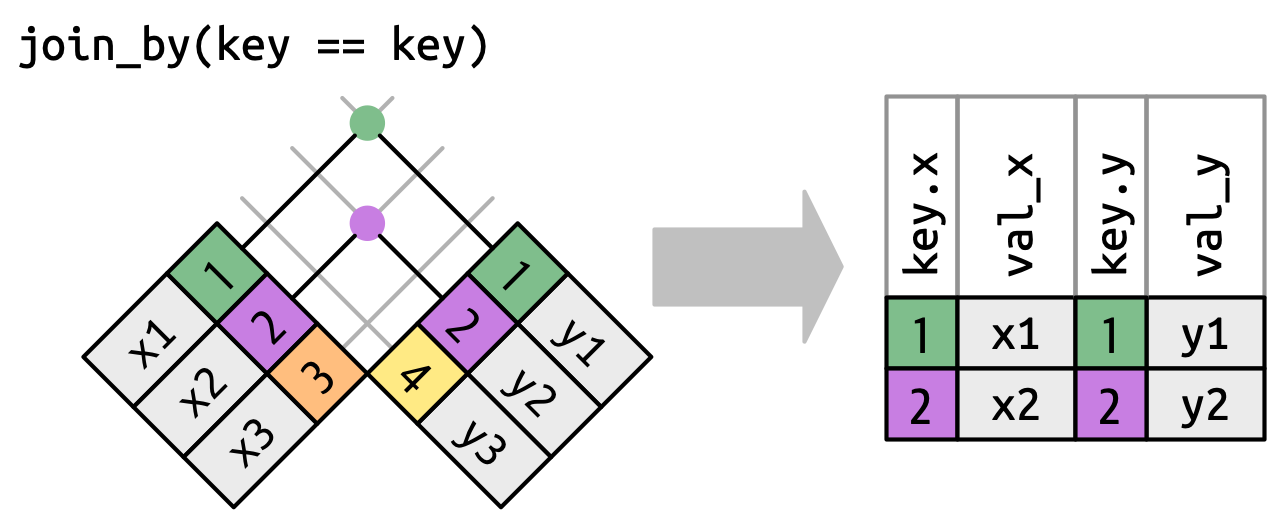 join_by(key == key)
1 x1
2 x2
3 x3
1 y1
2 y2
4 y3
key.x val_x key.y val_y
1 x1 1 y1
2 x2 2 y2